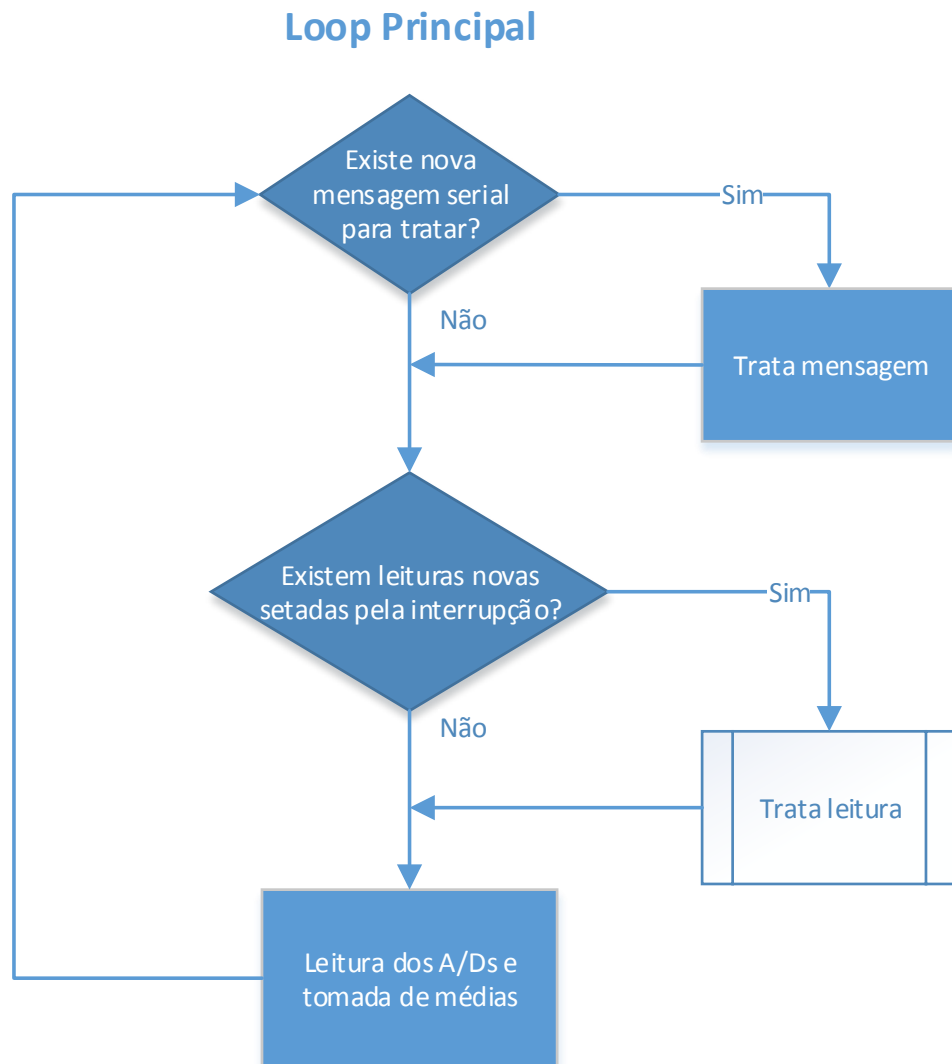 Loop Principal
Existe nova
mensagem serial
para tratar?
Sim
Não
Trata mensagem
Existem leituras novas
setadas pela interrupção?
Sim
Não
Trata leitura
Leitura dos A/Ds e
tomada de médias